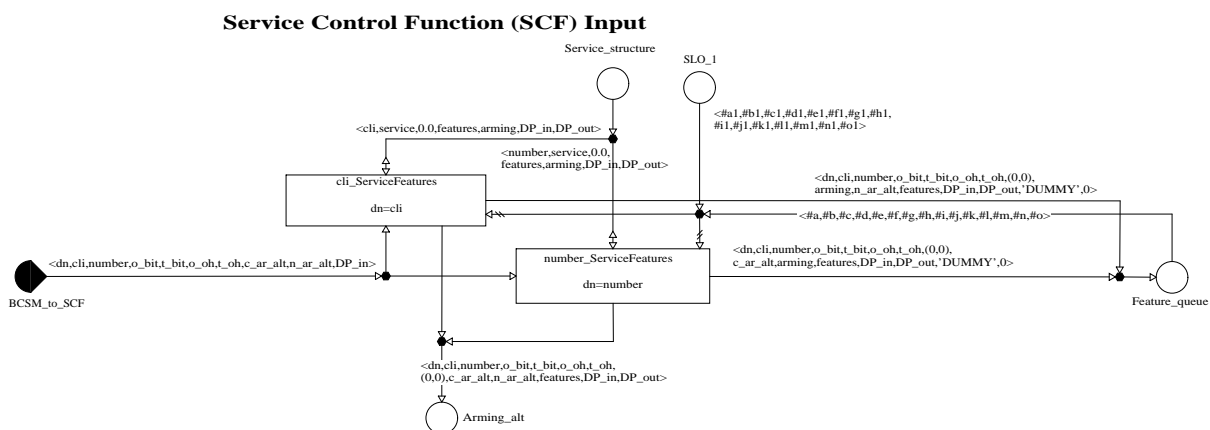 Service Control Function (SCF) Input
Service_structure
SLO_1
<#a1,#b1,#c1,#d1,#e1,#f1,#g1,#h1,
#i1,#j1,#k1,#l1,#m1,#n1,#o1>
<cli,service,0.0,features,arming,DP_in,DP_out>
<number,service,0.0,
features,arming,DP_in,DP_out>
cli_ServiceFeatures
dn=cli
<dn,cli,number,o_bit,t_bit,o_oh,t_oh,(0,0),
arming,n_ar_alt,features,DP_in,DP_out,'DUMMY',0>
<#a,#b,#c,#d,#e,#f,#g,#h,#i,#j,#k,#l,#m,#n,#o>
<dn,cli,number,o_bit,t_bit,o_oh,t_oh,c_ar_alt,n_ar_alt,DP_in>
number_ServiceFeatures
dn=number
<dn,cli,number,o_bit,t_bit,o_oh,t_oh,(0,0),
c_ar_alt,arming,features,DP_in,DP_out,'DUMMY',0>
BCSM_to_SCF
Feature_queue
<dn,cli,number,o_bit,t_bit,o_oh,t_oh,
(0,0),c_ar_alt,n_ar_alt,features,DP_in,DP_out>
Arming_alt